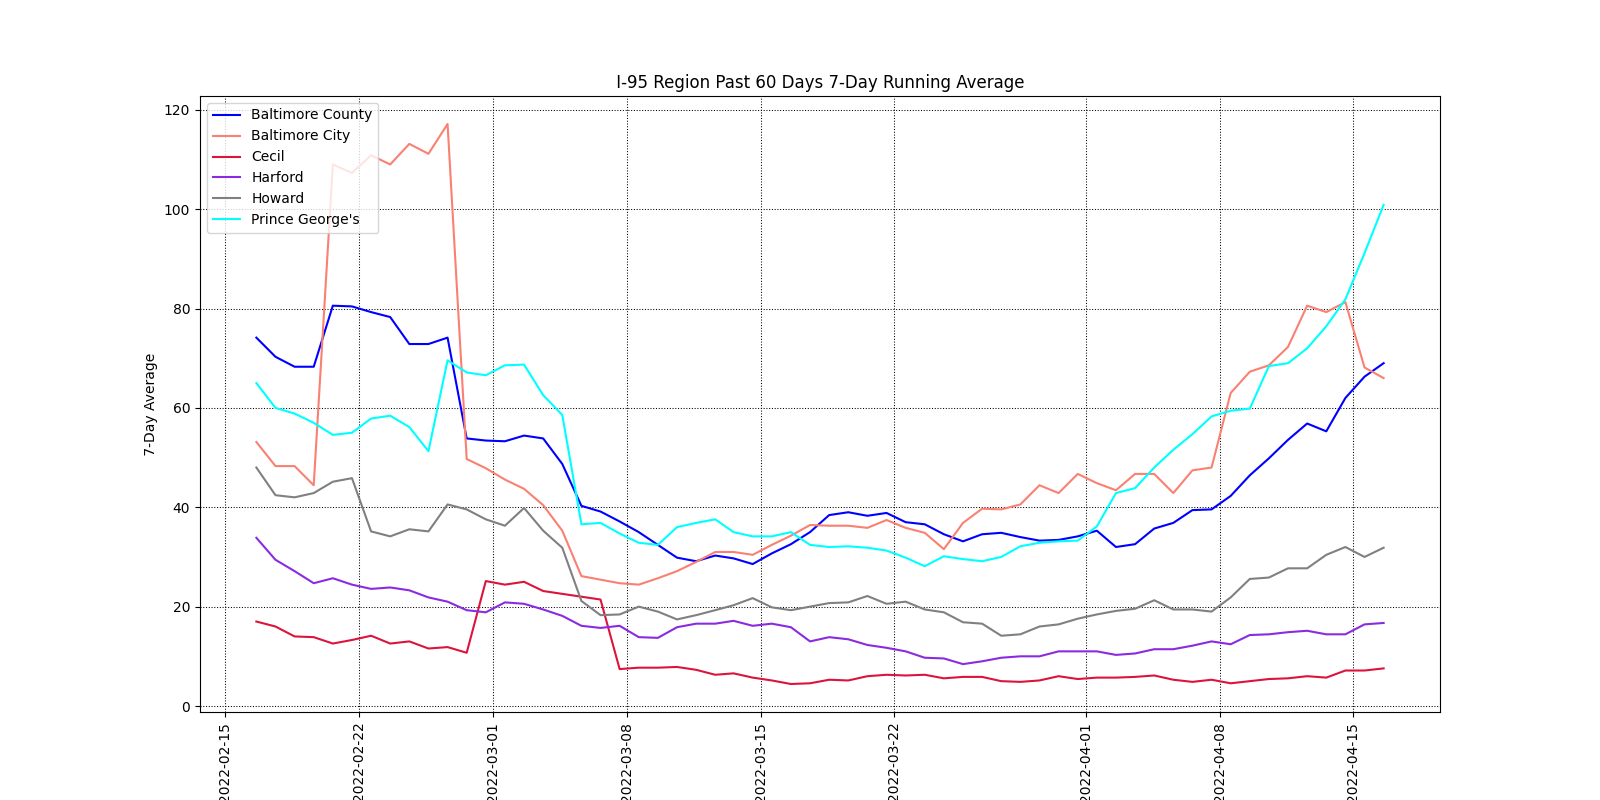 I-95 Region Past 60 Days 7-Day Running Average
120
100
80
60
40
20
0
7-Day Average
Baltimore County
Baltimore City
Cecil
Harford
Howard
Prince George's
2022-02-15
2022-02-22
2022-03-01
2022-03-08
2022-03-15
2022-03-22
2022-04-01
2022-04-08
2022-04-15